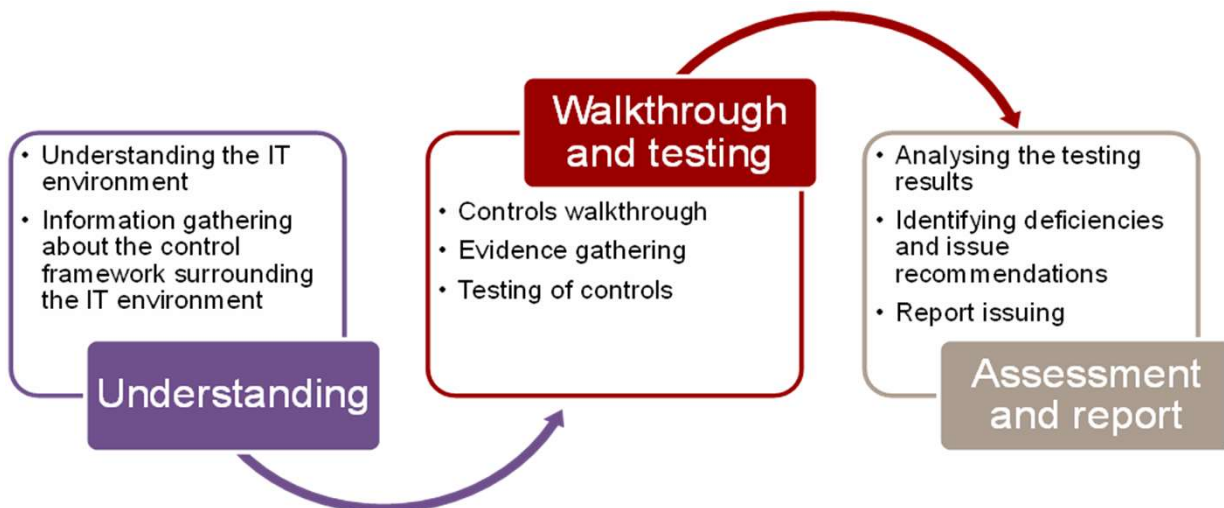 • Understanding the IT
environment
• Information gathering
about the control
framework surrounding
the IT environment
Understanding
Walkthrough
and testing
• Controls walkthrough
• Evidence gathering
• Testing of controls
• Analysing the testing
results
• Identifying deficiencies
and issue
recommendations
• Report issuing
Assessment
and report